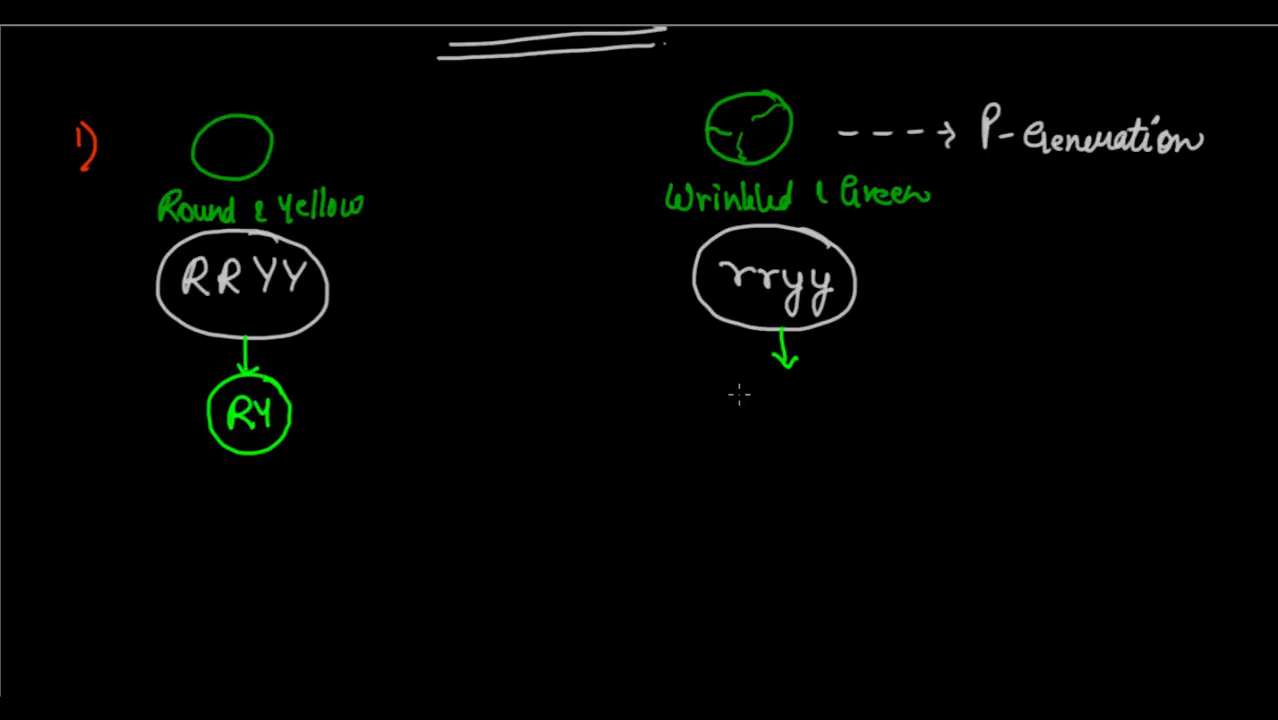 1)
P-Generation
Round & Yellow
Wrinkled & Green
RRYY
rryy
RY